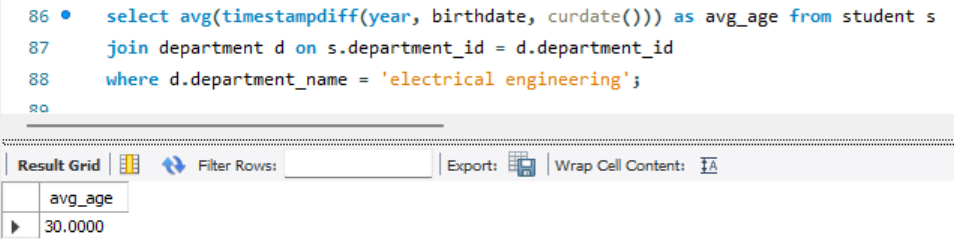 86 select avg(timestampdiff(year, birthdate, curdate())) as avg_age from student s
87 join department d on s.department_id = d.department_id
88 where d.department_name = 'electrical engineering';
89
Result Grid Filter Rows: Export: Wrap Cell Content: IA
avg_age
30.0000